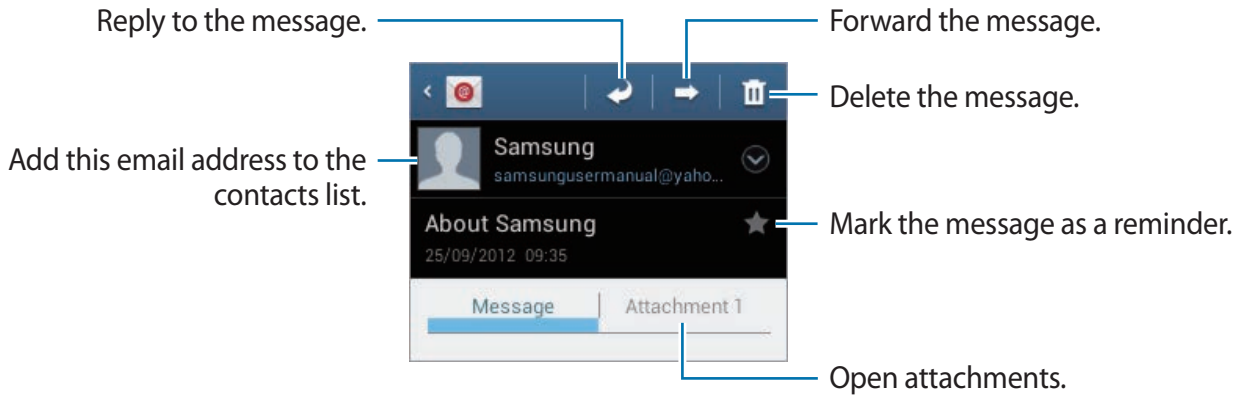 Reply to the message.
Forward the message.
Delete the message.
Samsung
samsungusermanual@yaho...
Add this email address to the
contacts list.
About Samsung
25/09/2012 09:35
Mark the message as a reminder.
Message
Attachment 1
Open attachments.